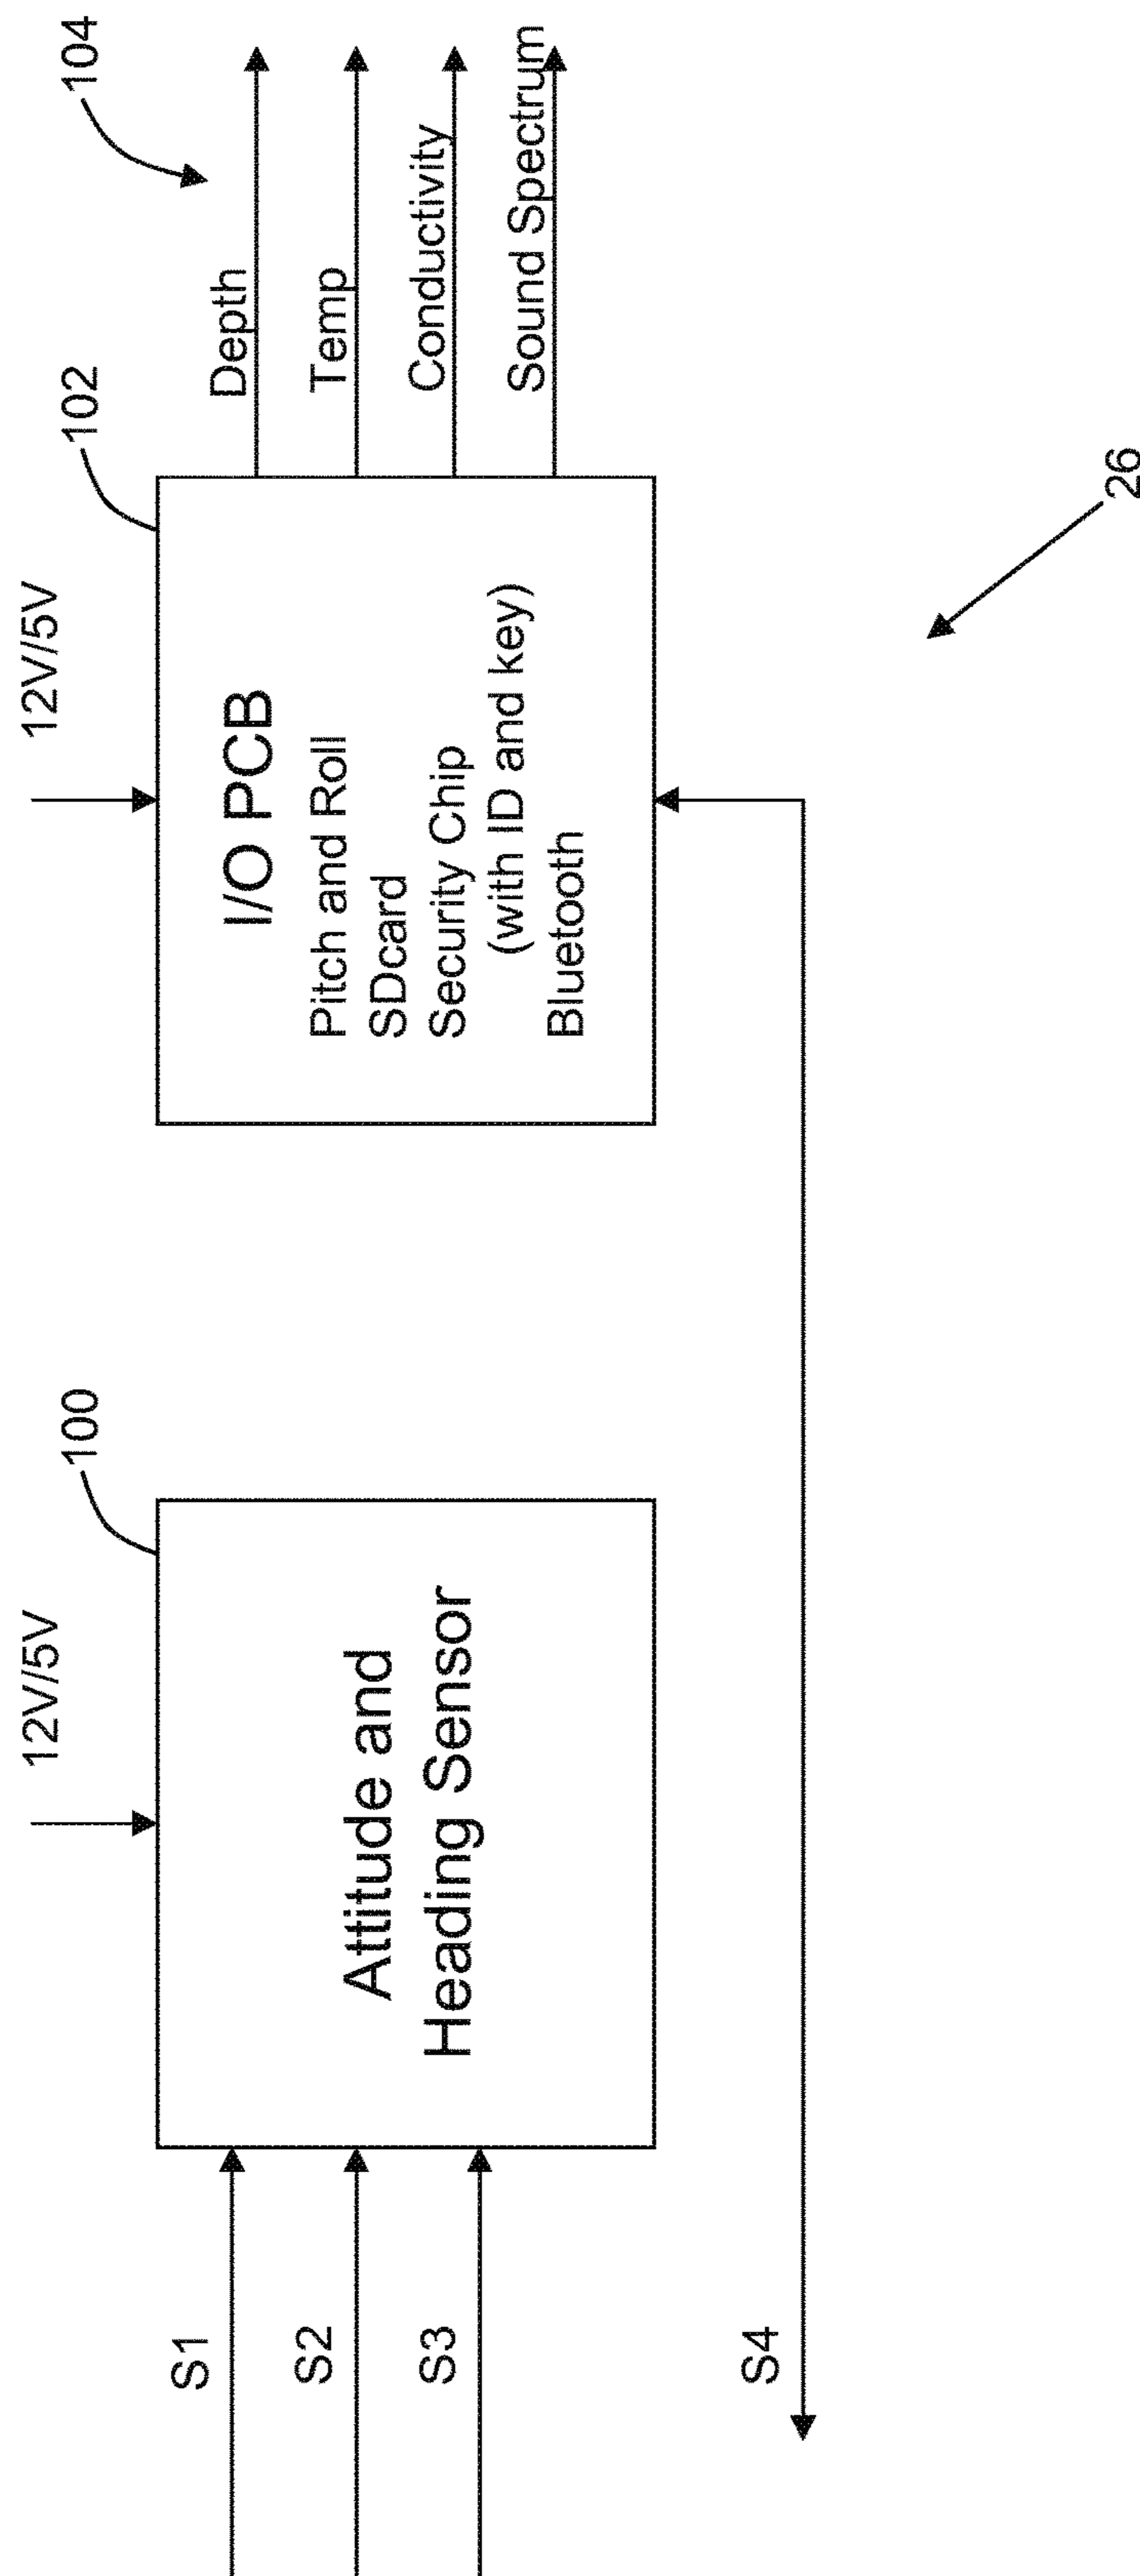 12V/5V
12V/5V
100
102
104
S1
S2
S3
S4
Attitude and
Heading Sensor
I/O PCB
Pitch and Roll
SDcard
Security Chip
(with ID and key)
Bluetooth
Depth
Temp
Conductivity
Sound Spectrum
26